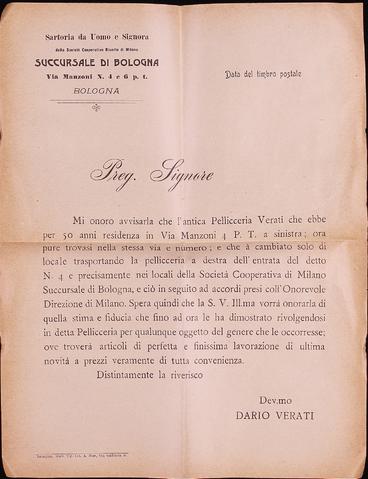 Sartoria da Uomo e Signora
della Società Cooperativa Riunite di Milano
SUCCURSALE DI BOLOGNA
Via Manzoni N. 4 e 6 p. t.
BOLOGNA
Data del timbro postale
Preg. Signore
Mi onoro avvisarla che l'antica Pellicceria Verati che ebbe
per 50 anni residenza in Via Manzoni 4 P. T. a sinistra; ora
pure trovasi nella stessa via e numero; e che à cambiato solo di
locale trasportando la pellicceria a destra dell'entrata del detto
N. 4 e precisamente nei locali della Società Cooperativa di Milano
Succursale di Bologna, e ciò in seguito ad accordi presi coll'Onorevole
Direzione di Milano. Spera quindi che la S. V. Ill.ma vorrà onorarla di
quella stima e fiducia che fino ad ora le ha dimostrato rivolgendosi
in detta Pellicceria per qualunque oggetto del genere che le occorresse;
ove troverà articoli di perfetta e finissima lavorazione di ultima
novità a prezzi veramente di tutta convenienza.
Distintamente la riverisco
Dev.mo
DARIO VERATI